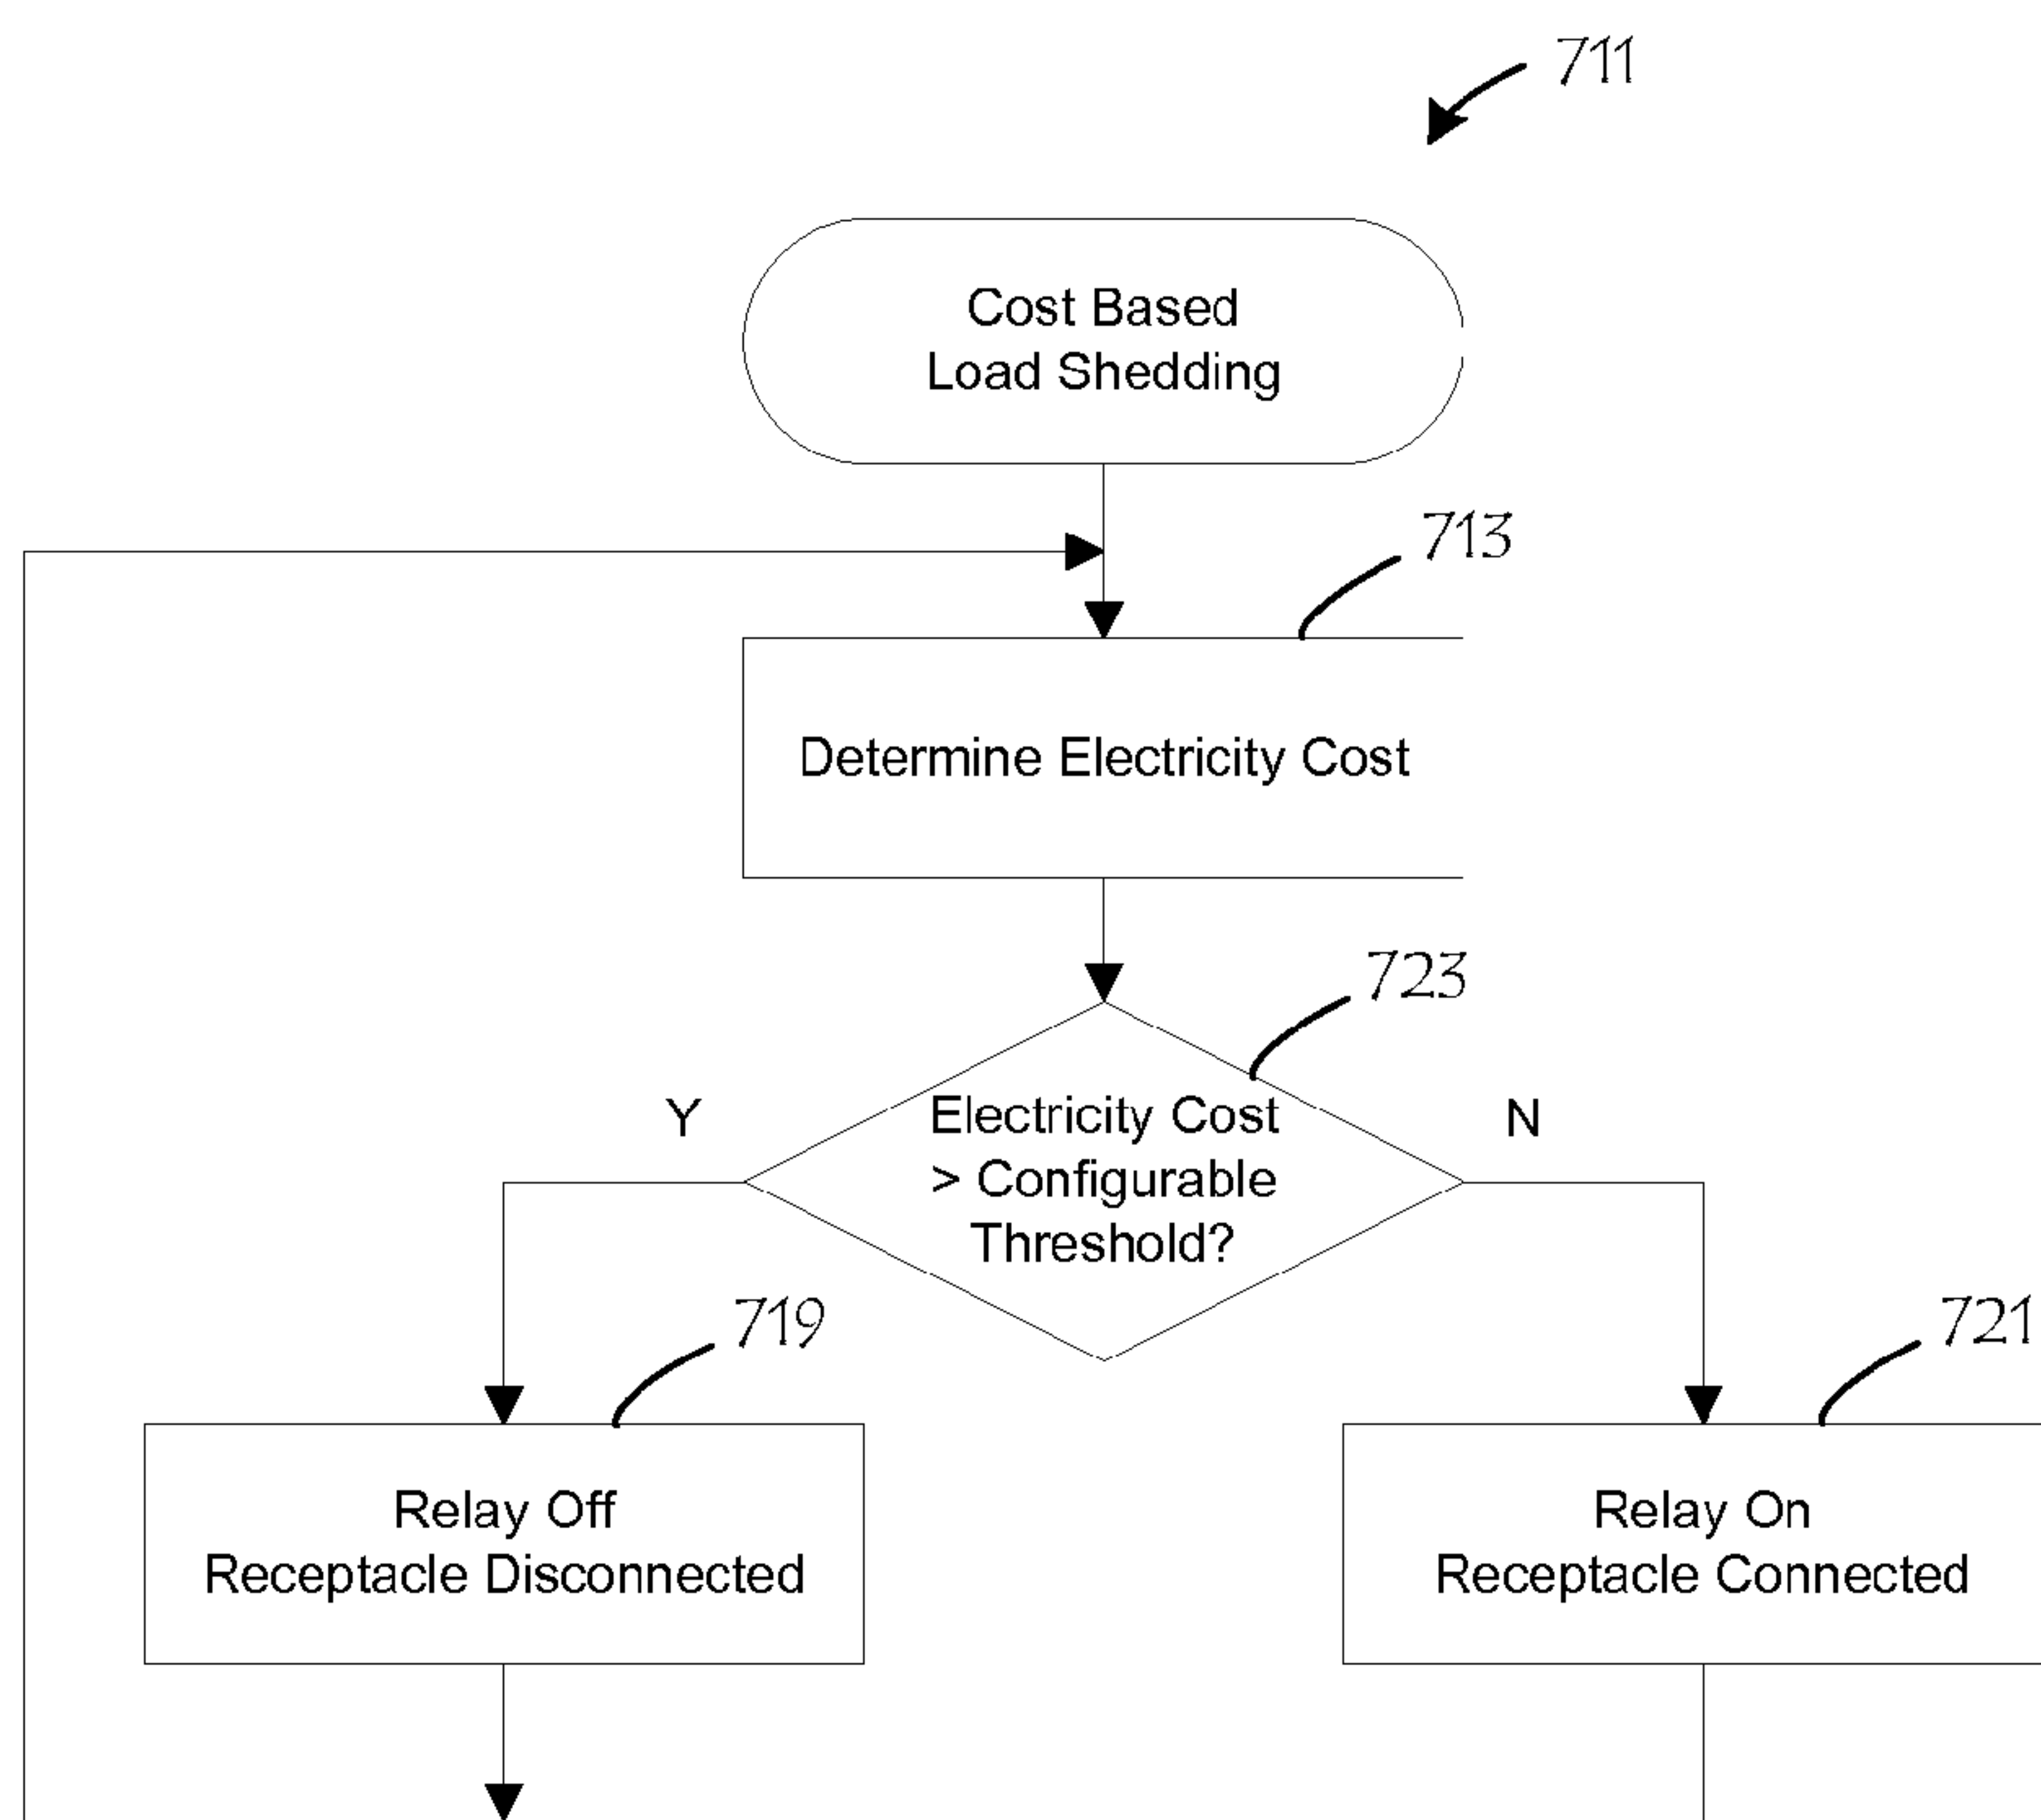 711
Cost Based
Load Shedding
713
Determine Electricity Cost
723
Y
Electricity Cost
> Configurable
Threshold?
N
719
721
Relay Off
Receptacle Disconnected
Relay On
Receptacle Connected